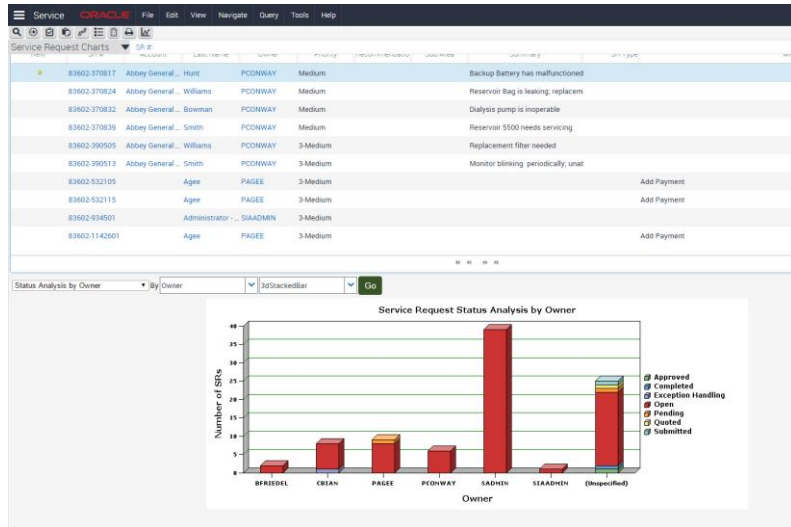 Service ORACLE File Edit View Navigate Query Tools Help
Service Request Charts SR #
New SR # Account Last Name Owner Priority Recommendatio Sub Area Summary SR Type
83602-370817 Abbey General ... Hunt PCONWAY Medium Backup Battery has malfunctioned
83602-370824 Abbey General ... Williams PCONWAY Medium Reservoir Bag is leaking; replacem
83602-370832 Abbey General ... Bowman PCONWAY Medium Dialysis pump is inoperable
83602-370839 Abbey General ... Smith PCONWAY Medium Reservoir 5500 needs servicing
83602-390505 Abbey General ... Williams PCONWAY 3-Medium Replacement filter needed
83602-390513 Abbey General ... Smith PCONWAY 3-Medium Monitor blinking periodically; unat
83602-532105 Agee PAGEE 3-Medium Add Payment
83602-532115 Agee PAGEE 3-Medium Add Payment
83602-934501 Administrator - ... SIAADMIN 3-Medium
83602-1142601 Agee PAGEE 3-Medium Add Payment
Status Analysis by Owner By Owner 3dStackedBar Go
Service Request Status Analysis by Owner
Number of SRs
40
35
30
25
20
15
10
5
0
BFRIEDEL CBIAN PAGEE PCONWAY SADMIN SIAADMIN (Unspecified)
Owner
Approved
Completed
Exception Handling
Open
Pending
Quoted
Submitted